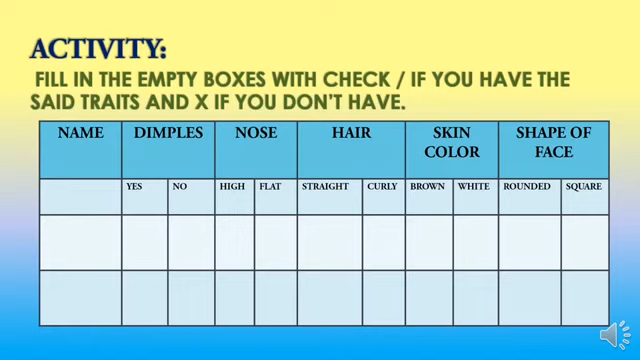 ACTIVITY:
FILL IN THE EMPTY BOXES WITH CHECK / IF YOU HAVE THE
SAID TRAITS AND X IF YOU DON'T HAVE.
NAME DIMPLES NOSE HAIR SKIN COLOR SHAPE OF FACE
YES NO HIGH FLAT STRAIGHT CURLY BROWN WHITE ROUNDED SQUARE